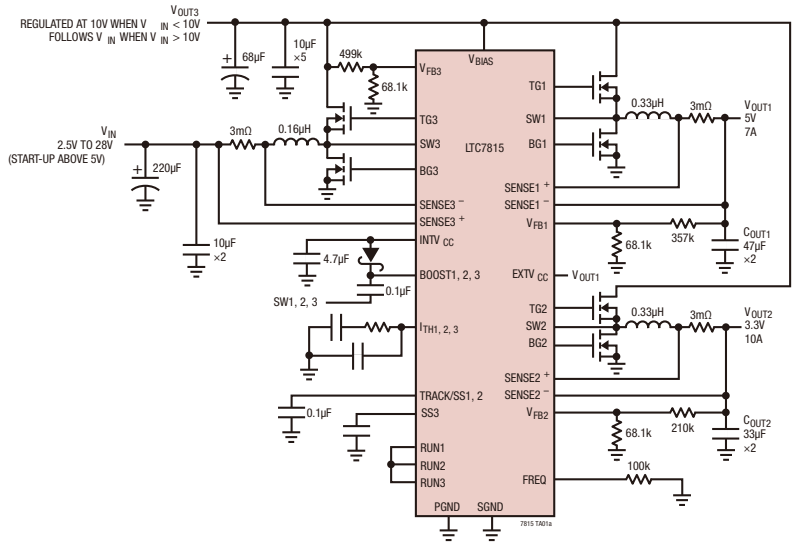 VOUT3
REGULATED AT 10V WHEN VIN < 10V
FOLLOWS VIN WHEN VIN > 10V
68µF
10µF
×5
499k
68.1k
VFB3
VBIAS
TG1
SW1
BG1
0.33µH
3mΩ
VOUT1
5V
7A
TG3
SW3
BG3
LTC7815
VIN
2.5V TO 28V
(START-UP ABOVE 5V)
3mΩ
0.16µH
220µF
+
+
SENSE1 +
SENSE1 –
SENSE3 –
SENSE3 +
VFB1
357k
68.1k
COUT1
47µF
×2
10µF
×2
INTVCC
4.7µF
BOOST1, 2, 3
0.1µF
SW1, 2, 3
EXTVCC
VOUT1
TG2
SW2
BG2
0.33µH
3mΩ
VOUT2
3.3V
10A
ITH1, 2, 3
SENSE2 +
SENSE2 –
TRACK/SS1, 2
0.1µF
SS3
VFB2
210k
68.1k
COUT2
33µF
×2
RUN1
RUN2
RUN3
FREQ
100k
PGND
SGND
7815 TA01a